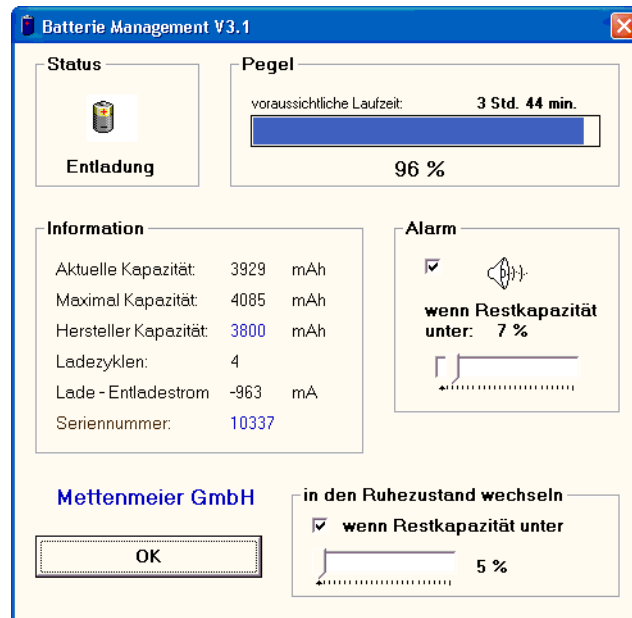 Batterie Management V3.1
Status
Entladung
Pegel
voraussichtliche Laufzeit: 3 Std. 44 min.
96 %
Information
Aktuelle Kapazität: 3929 mAh
Maximal Kapazität: 4085 mAh
Hersteller Kapazität: 3800 mAh
Ladezyklen: 4
Lade - Entladestrom -963 mA
Seriennummer: 10337
Alarm
wenn Restkapazität
unter: 7 %
Mettenmeier GmbH
OK
in den Ruhezustand wechseln
wenn Restkapazität unter
5 %